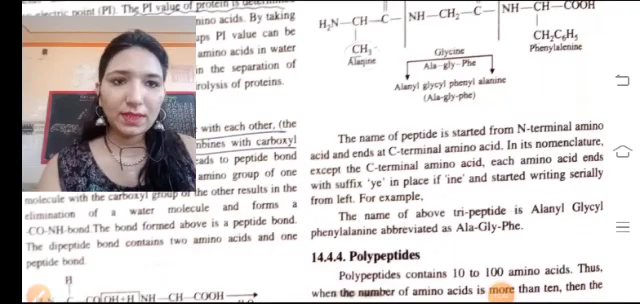 electric point (PI). The PI value of protein is determin
nino acids. By taking
ups PI value can be
amino acids in water
in the separation of
rolysis of proteins.
with each other, (the
nbines with carboxyl
eads to peptide bond
amino group of one
molecule with the carboxyl group of the other results in the
elimination of a water molecule and forms a
-CO-NH-bond. The bond formed above is a peptide bond.
The dipeptide bond contains two amino acids and one
peptide bond.
H
C COOH+H NH—CH—COOH
H₂N—CH—C NH—CH₂—C NH—CH—COOH
CH₃ CH₂C₆H₅
Alanine Glycine Phenylalenine
Ala-gly-Phe
Alanyl glycyl phenyl alanine
(Ala-gly-phe)
The name of peptide is started from N-terminal amino
acid and ends at C-terminal amino acid. In its nomenclature,
except the C-terminal amino acid, each amino acid ends
with suffix 'ye' in place if 'ine' and started writing serially
from left. For example,
The name of above tri-peptide is Alanyl Glycyl
phenylalanine abbreviated as Ala-Gly-Phe.
14.4.4. Polypeptides
Polypeptides contains 10 to 100 amino acids. Thus,
when the number of amino acids is more than ten, then the